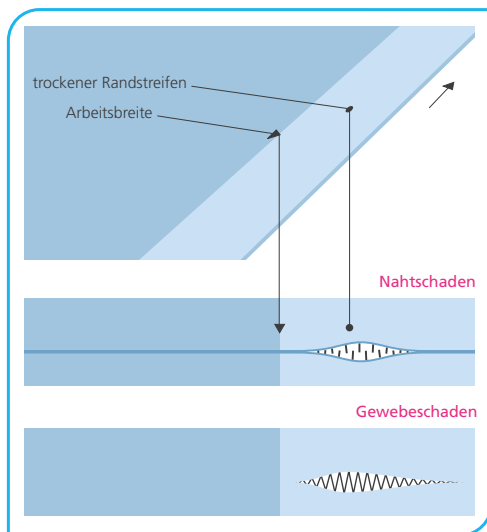 trockener Randstreifen
Arbeitsbreite
Nahtschaden
Gewebeschaden